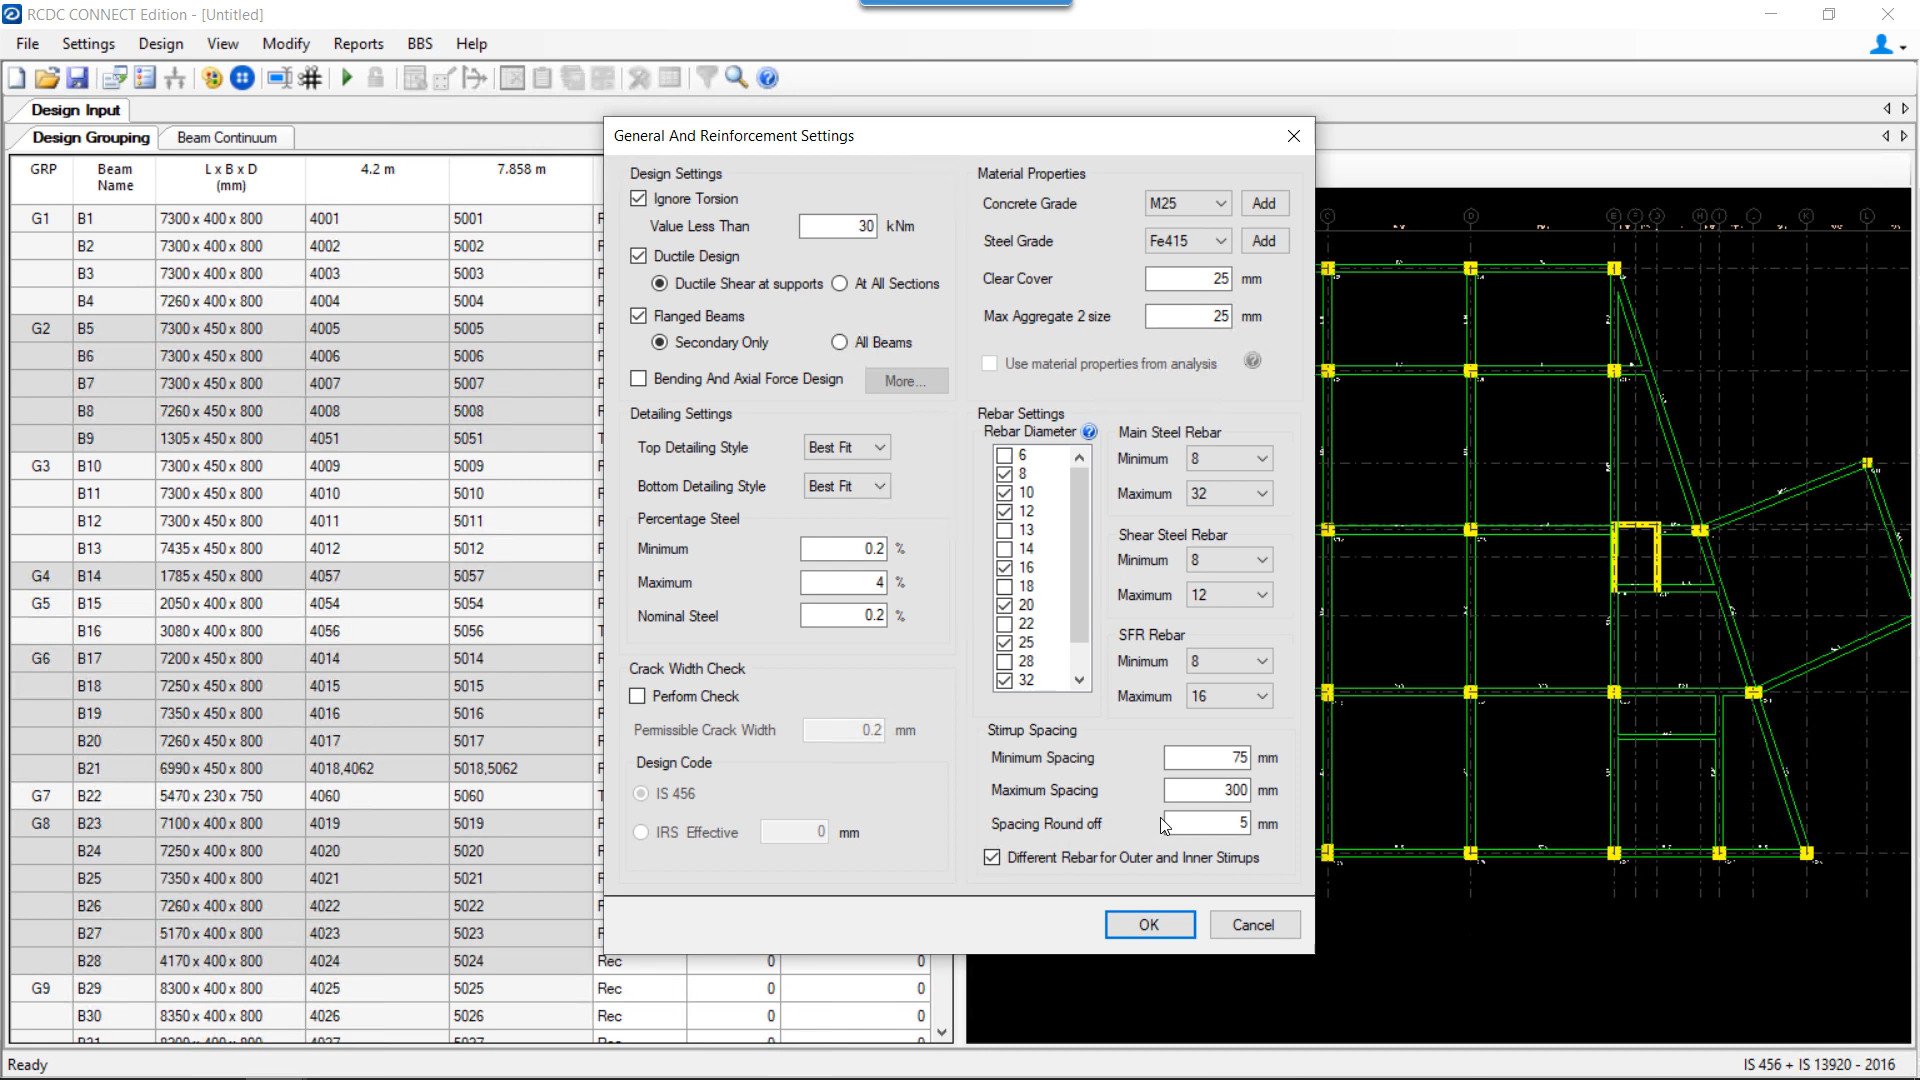 RCDC CONNECT Edition - [Untitled]
File Settings Design View Modify Reports BBS Help
Design Input
Design Grouping Beam Continuum
GRP Beam Name L x B x D (mm) 4.2 m 7.858 m
G1 B1 7300 x 400 x 800 4001 5001
B2 7300 x 400 x 800 4002 5002
B3 7300 x 400 x 800 4003 5003
B4 7260 x 400 x 800 4004 5004
G2 B5 7300 x 450 x 800 4005 5005
B6 7300 x 450 x 800 4006 5006
B7 7300 x 450 x 800 4007 5007
B8 7260 x 450 x 800 4008 5008
B9 1305 x 450 x 800 4051 5051
G3 B10 7300 x 450 x 800 4009 5009
B11 7300 x 450 x 800 4010 5010
B12 7300 x 450 x 800 4011 5011
B13 7435 x 450 x 800 4012 5012
G4 B14 1785 x 450 x 800 4057 5057
G5 B15 2050 x 400 x 800 4054 5054
B16 3080 x 400 x 800 4056 5056
G6 B17 7200 x 450 x 800 4014 5014
B18 7250 x 450 x 800 4015 5015
B19 7350 x 450 x 800 4016 5016
B20 7260 x 450 x 800 4017 5017
B21 6990 x 450 x 800 4018,4062 5018,5062
G7 B22 5470 x 230 x 750 4060 5060
G8 B23 7100 x 400 x 800 4019 5019
B24 7250 x 400 x 800 4020 5020
B25 7350 x 400 x 800 4021 5021
B26 7260 x 400 x 800 4022 5022
B27 5170 x 400 x 800 4023 5023
B28 4170 x 400 x 800 4024 5024 Rec 0 0
G9 B29 8300 x 400 x 800 4025 5025 Rec 0 0
B30 8350 x 400 x 800 4026 5026 Rec 0 0
General And Reinforcement Settings
Design Settings
Ignore Torsion
Value Less Than 30 kNm
Ductile Design
Ductile Shear at supports At All Sections
Flanged Beams
Secondary Only All Beams
Bending And Axial Force Design More...
Detailing Settings
Top Detailing Style Best Fit
Bottom Detailing Style Best Fit
Percentage Steel
Minimum 0.2 %
Maximum 4 %
Nominal Steel 0.2 %
Crack Width Check
Perform Check
Permissible Crack Width 0.2 mm
Design Code
IS 456
IRS Effective 0 mm
Material Properties
Concrete Grade M25 Add
Steel Grade Fe415 Add
Clear Cover 25 mm
Max Aggregate 2 size 25 mm
Use material properties from analysis
Rebar Settings
Rebar Diameter
6
8
10
12
13
14
16
18
20
22
25
28
32
Main Steel Rebar
Minimum 8
Maximum 32
Shear Steel Rebar
Minimum 8
Maximum 12
SFR Rebar
Minimum 8
Maximum 16
Stirrup Spacing
Minimum Spacing 75 mm
Maximum Spacing 300 mm
Spacing Round off 5 mm
Different Rebar for Outer and Inner Stirrups
OK Cancel
Ready IS 456 + IS 13920 - 2016